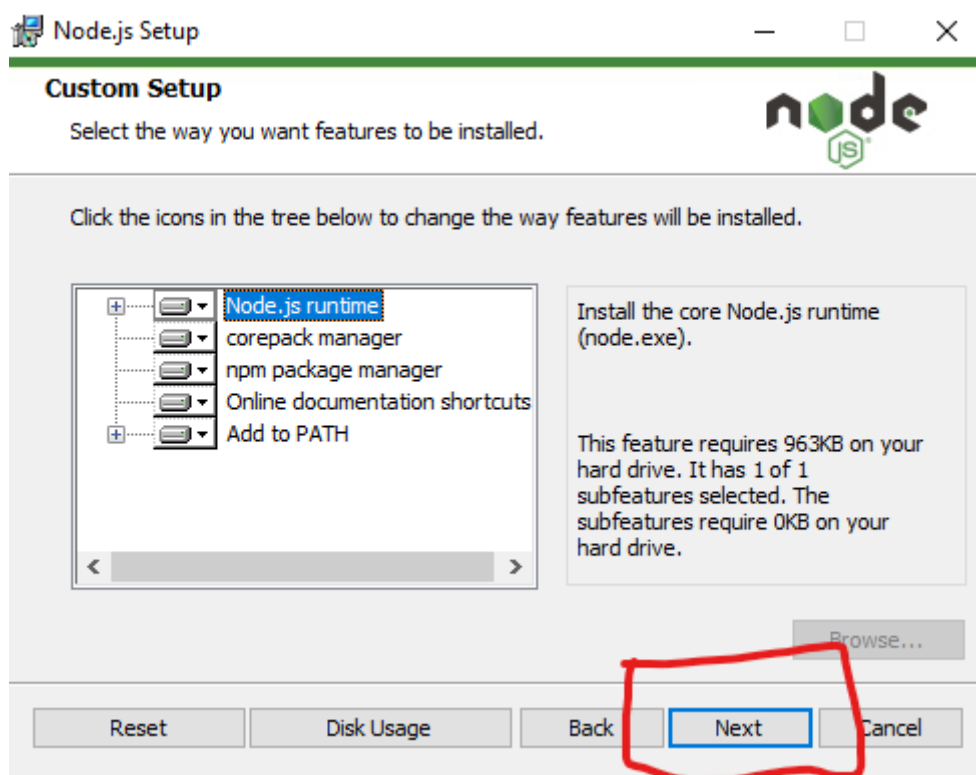 Node.js Setup
Custom Setup
Select the way you want features to be installed.
node
JS
Click the icons in the tree below to change the way features will be installed.
Node.js runtime
corepack manager
npm package manager
Online documentation shortcuts
Add to PATH
Install the core Node.js runtime
(node.exe).
This feature requires 963KB on your
hard drive. It has 1 of 1
subfeatures selected. The
subfeatures require 0KB on your
hard drive.
Browse...
Reset
Disk Usage
Back
Next
Cancel